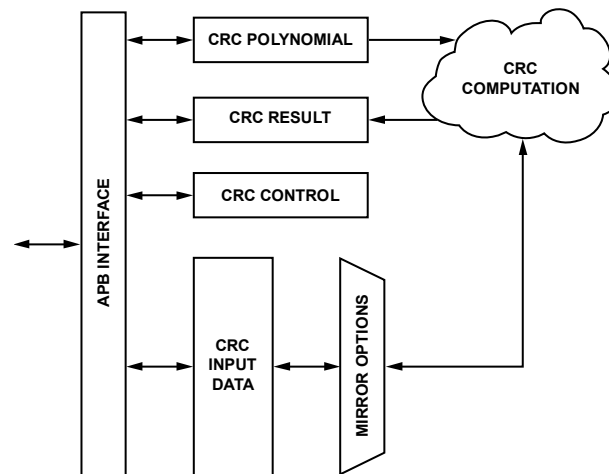 CRC POLYNOMIAL
CRC
COMPUTATION
CRC RESULT
CRC CONTROL
APB INTERFACE
CRC
INPUT
DATA
MIRROR OPTIONS